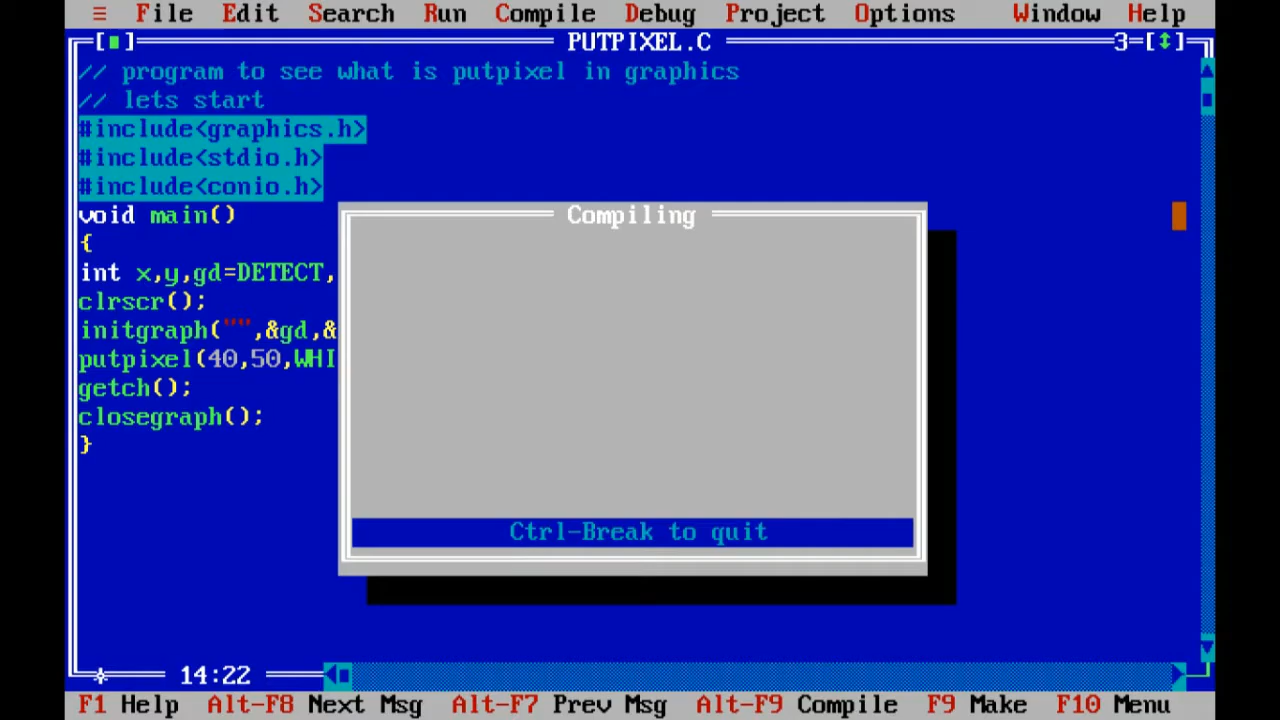 ≡ File Edit Search Run Compile Debug Project Options Window Help
[■] PUTPIXEL.C 3=[↕]
// program to see what is putpixel in graphics
// lets start
#include<graphics.h>
#include<stdio.h>
#include<conio.h>
void main()
{
int x,y,gd=DETECT,
clrscr();
initgraph("",&gd,&
putpixel(40,50,WHI
getch();
closegraph();
}
Compiling
Ctrl-Break to quit
14:22
F1 Help Alt-F8 Next Msg Alt-F7 Prev Msg Alt-F9 Compile F9 Make F10 Menu